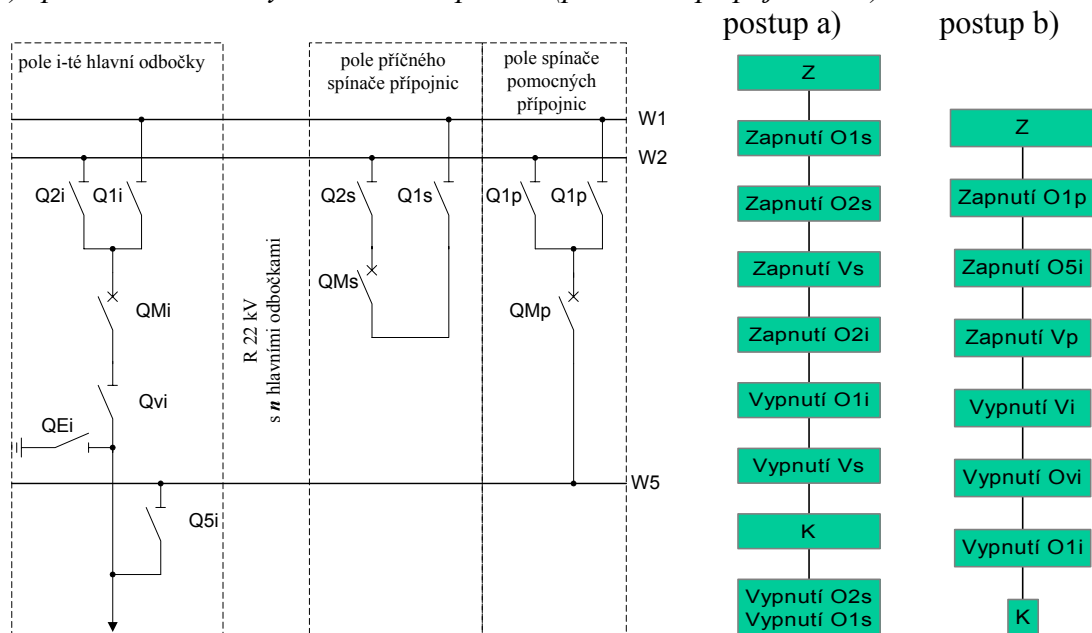 postup a)
postup b)
pole i-té hlavní odbočky
pole příčného
spínače přípojnic
pole spínače
pomocných
přípojnic
W1
W2
Q2i
Q1i
Q2s
Q1s
Q1p
Q1p
QMi
QMs
QMp
R 22 kV
s n hlavními odbočkami
Qvi
QEi
W5
Q5i
Z
Zapnutí O1s
Zapnutí O2s
Zapnutí Vs
Zapnutí O2i
Vypnutí O1i
Vypnutí Vs
K
Vypnutí O2s
Vypnutí O1s
Z
Zapnutí O1p
Zapnutí O5i
Zapnutí Vp
Vypnutí Vi
Vypnutí Ovi
Vypnutí O1i
K